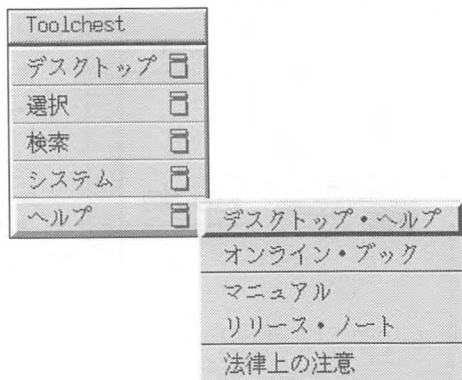 Toolchest
デスクトップ
選択
検索
システム
ヘルプ
デスクトップ・ヘルプ
オンライン・ブック
マニュアル
リリース・ノート
法律上の注意